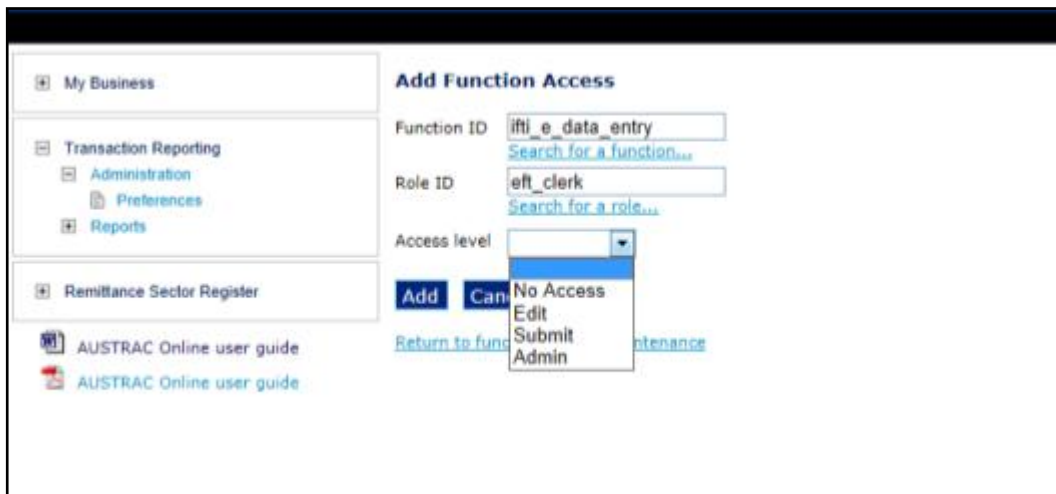 My Business
Transaction Reporting
Administration
Preferences
Reports
Remittance Sector Register
AUSTRAC Online user guide
AUSTRAC Online user guide
Add Function Access
Function ID ifti_e_data_entry
Search for a function...
Role ID eft_clerk
Search for a role...
Access level
No Access
Edit
Submit
Admin
Add Can
Return to func ntenance